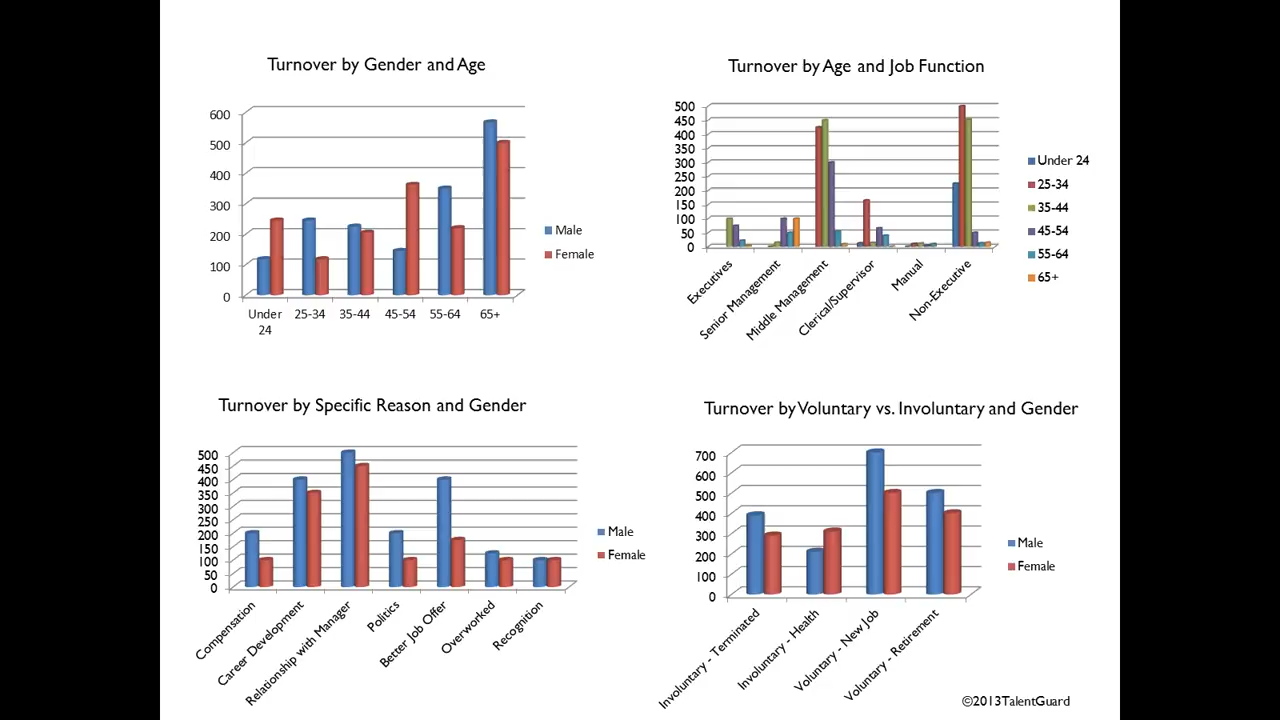 Turnover by Gender and Age
600
500
400
300
200
100
0
Under 24
25-34
35-44
45-54
55-64
65+
Male
Female
Turnover by Age and Job Function
500
450
400
350
300
250
200
150
100
50
0
Executives
Senior Management
Middle Management
Clerical/Supervisor
Manual
Non-Executive
Under 24
25-34
35-44
45-54
55-64
65+
Turnover by Specific Reason and Gender
500
450
400
350
300
250
200
150
100
50
0
Compensation
Career Development
Relationship with Manager
Politics
Better Job Offer
Overworked
Recognition
Male
Female
Turnover by Voluntary vs. Involuntary and Gender
700
600
500
400
300
200
100
0
Involuntary - Terminated
Involuntary - Health
Voluntary - New Job
Voluntary - Retirement
Male
Female
©2013TalentGuard